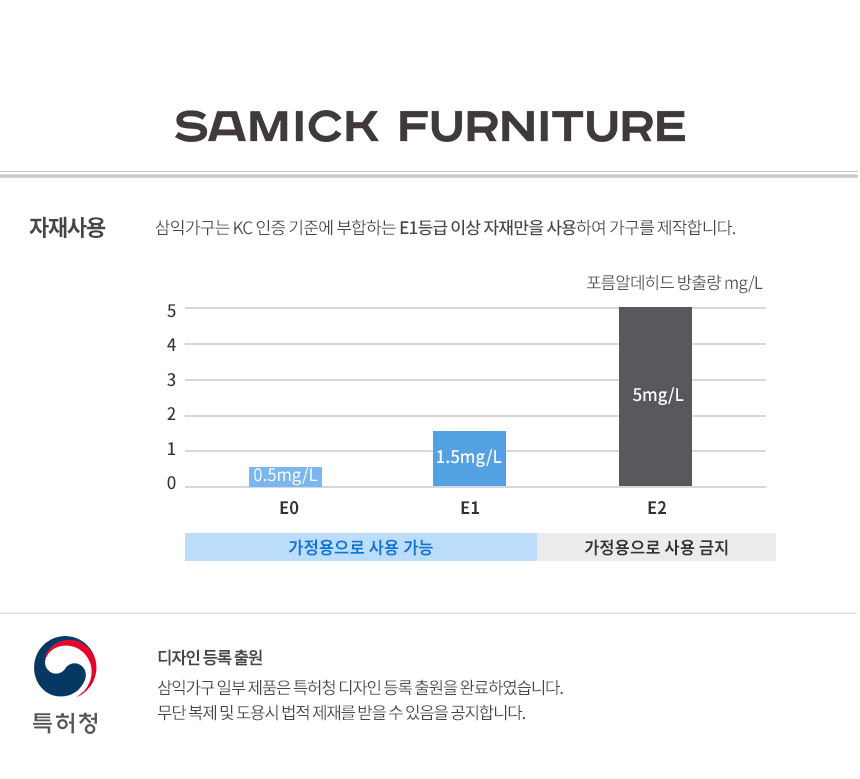 SAMICK FURNITURE
자재사용
삼익가구는 KC 인증 기준에 부합하는 E1등급 이상 자재만을 사용하여 가구를 제작합니다.
포름알데히드 방출량 mg/L
5
4
3
2
1
0
0.5mg/L
1.5mg/L
5mg/L
E0
E1
E2
가정용으로 사용 가능
가정용으로 사용 금지
특허청
디자인 등록 출원
삼익가구 일부 제품은 특허청 디자인 등록 출원을 완료하였습니다.
무단 복제 및 도용시 법적 제재를 받을 수 있음을 공지합니다.